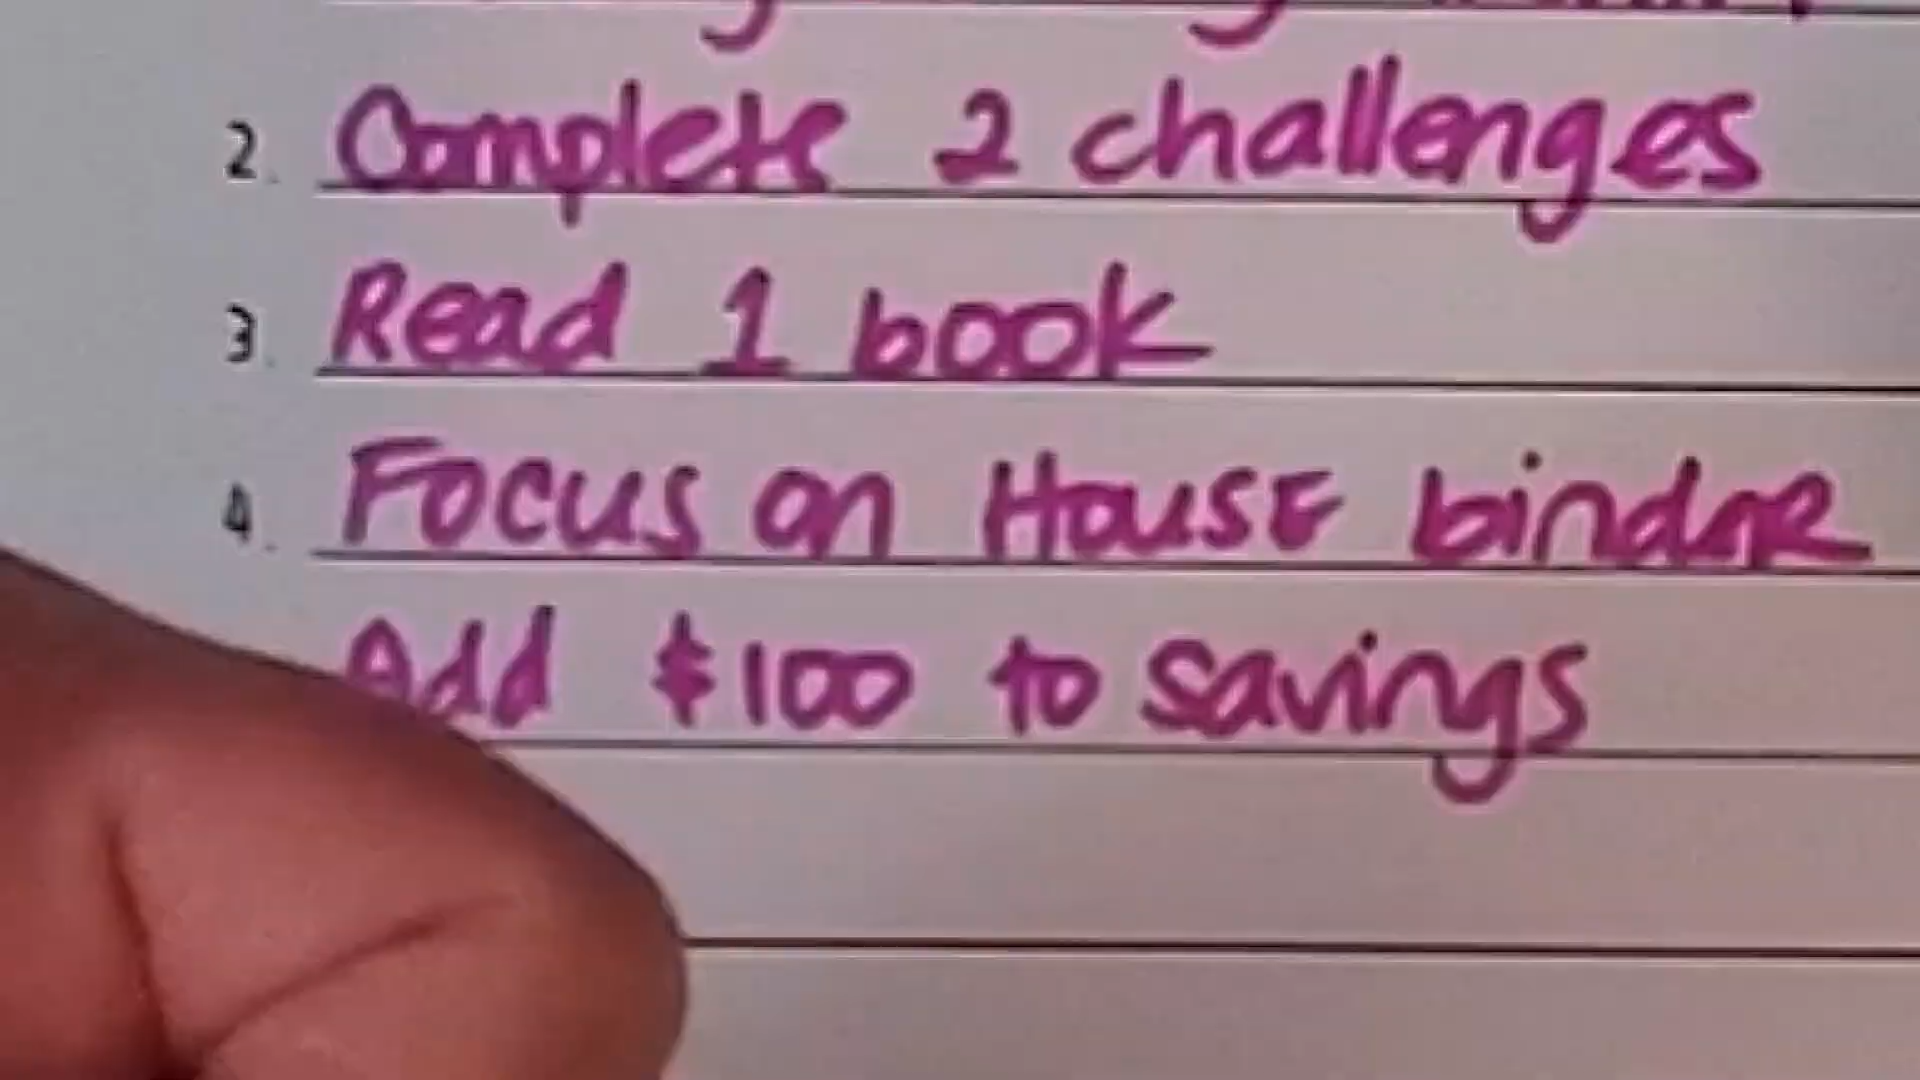 2. Complete 2 challenges
3. Read 1 book
4. Focus on House binder
Add $100 to savings